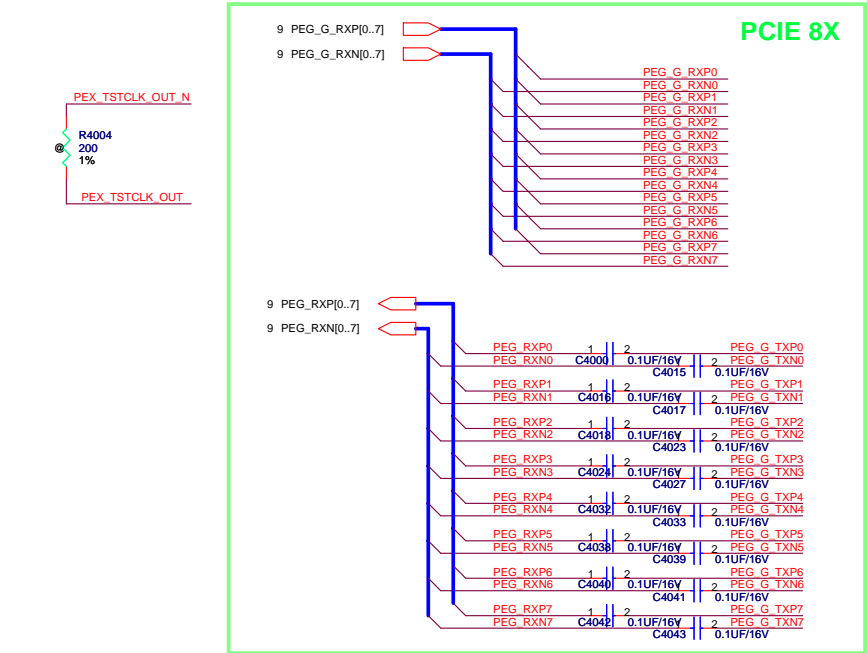 PCIE 8X
9 PEG_G_RXP[0..7]
9 PEG_G_RXN[0..7]
PEX_TSTCLK_OUT_N
R4004
@ 200
1%
PEX_TSTCLK_OUT
PEG_G_RXP0
PEG_G_RXN0
PEG_G_RXP1
PEG_G_RXN1
PEG_G_RXP2
PEG_G_RXN2
PEG_G_RXP3
PEG_G_RXN3
PEG_G_RXP4
PEG_G_RXN4
PEG_G_RXP5
PEG_G_RXN5
PEG_G_RXP6
PEG_G_RXN6
PEG_G_RXP7
PEG_G_RXN7
9 PEG_RXP[0..7]
9 PEG_RXN[0..7]
PEG_RXP0 1 2 PEG_G_TXP0
PEG_RXN0 C4000 0.1UF/16V 1 2 PEG_G_TXN0
C4015 0.1UF/16V
PEG_RXP1 1 2 PEG_G_TXP1
PEG_RXN1 C4016 0.1UF/16V 1 2 PEG_G_TXN1
C4017 0.1UF/16V
PEG_RXP2 1 2 PEG_G_TXP2
PEG_RXN2 C4018 0.1UF/16V 1 2 PEG_G_TXN2
C4023 0.1UF/16V
PEG_RXP3 1 2 PEG_G_TXP3
PEG_RXN3 C4024 0.1UF/16V 1 2 PEG_G_TXN3
C4027 0.1UF/16V
PEG_RXP4 1 2 PEG_G_TXP4
PEG_RXN4 C4032 0.1UF/16V 1 2 PEG_G_TXN4
C4033 0.1UF/16V
PEG_RXP5 1 2 PEG_G_TXP5
PEG_RXN5 C4038 0.1UF/16V 1 2 PEG_G_TXN5
C4039 0.1UF/16V
PEG_RXP6 1 2 PEG_G_TXP6
PEG_RXN6 C4040 0.1UF/16V 1 2 PEG_G_TXN6
C4041 0.1UF/16V
PEG_RXP7 1 2 PEG_G_TXP7
PEG_RXN7 C4042 0.1UF/16V 1 2 PEG_G_TXN7
C4043 0.1UF/16V